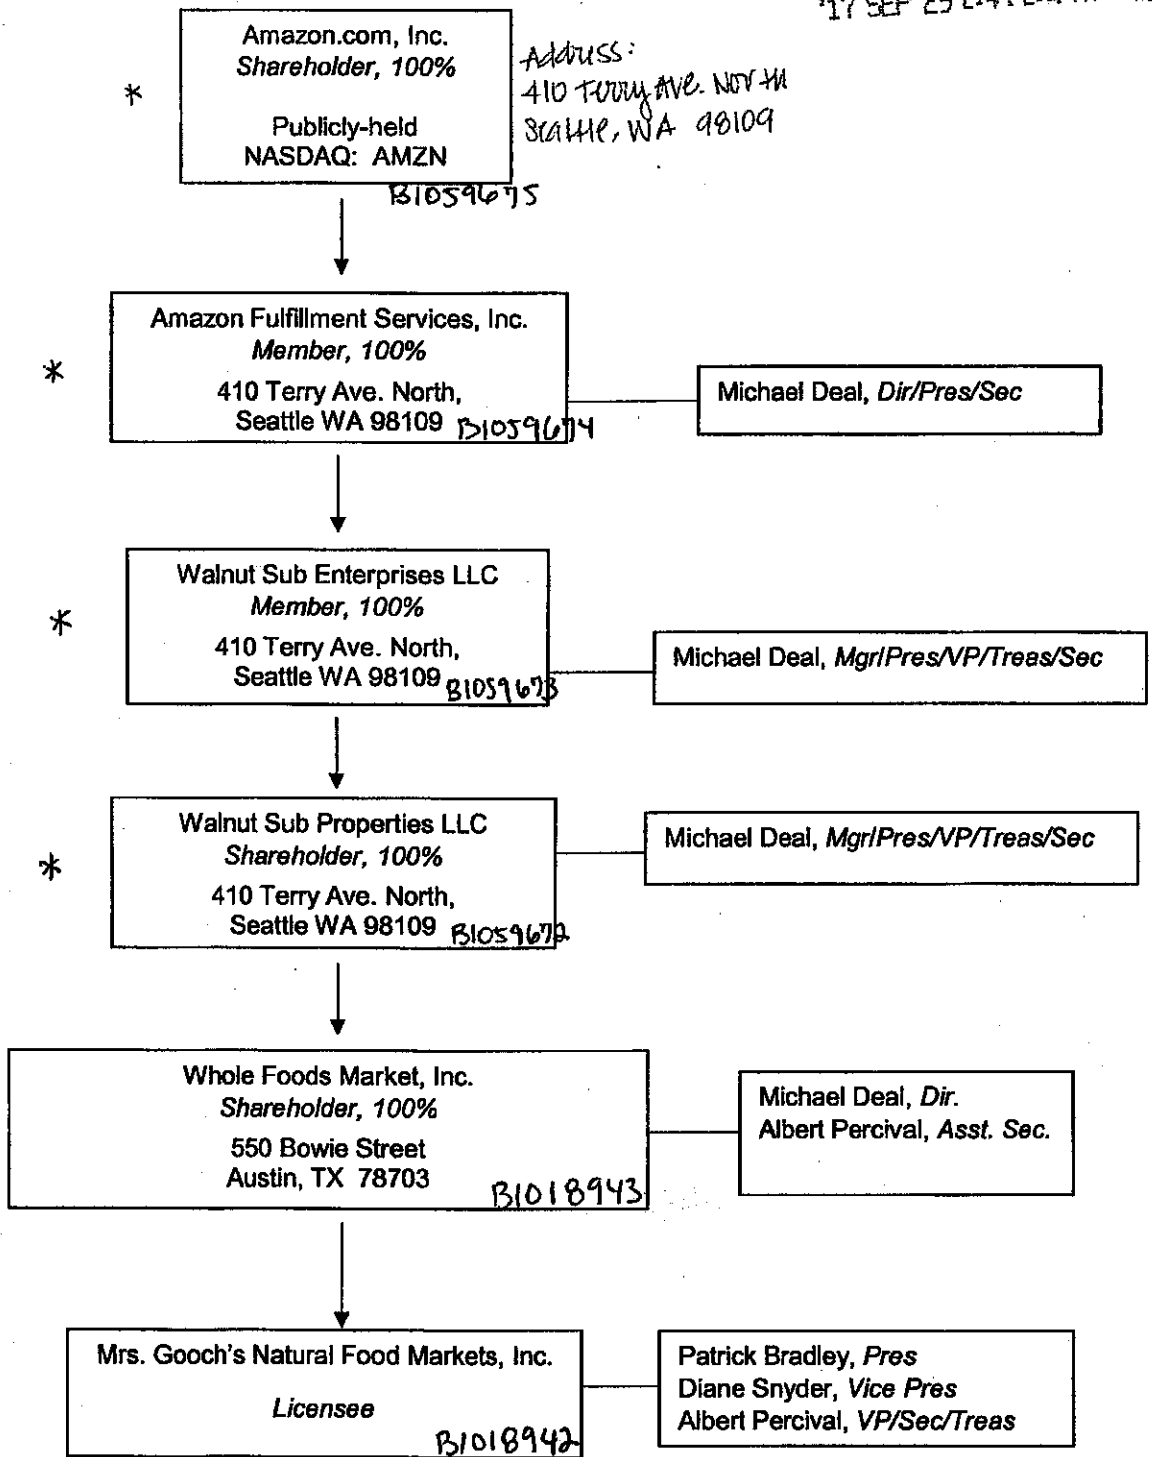 '17 SEP 25
Amazon.com, Inc.
Shareholder, 100%
Publicly-held
NASDAQ: AMZN
B1059675
Address:
410 Terry Ave. North
Seattle, WA 98109
*
Amazon Fulfillment Services, Inc.
Member, 100%
410 Terry Ave. North,
Seattle WA 98109
B1059674
*
Michael Deal, Dir/Pres/Sec
Walnut Sub Enterprises LLC
Member, 100%
410 Terry Ave. North,
Seattle WA 98109
B1059673
*
Michael Deal, Mgr/Pres/VP/Treas/Sec
Walnut Sub Properties LLC
Shareholder, 100%
410 Terry Ave. North,
Seattle WA 98109
B1059672
*
Michael Deal, Mgr/Pres/VP/Treas/Sec
Whole Foods Market, Inc.
Shareholder, 100%
550 Bowie Street
Austin, TX 78703
B1018943
Michael Deal, Dir.
Albert Percival, Asst. Sec.
Mrs. Gooch's Natural Food Markets, Inc.
Licensee
B1018942
Patrick Bradley, Pres
Diane Snyder, Vice Pres
Albert Percival, VP/Sec/Treas